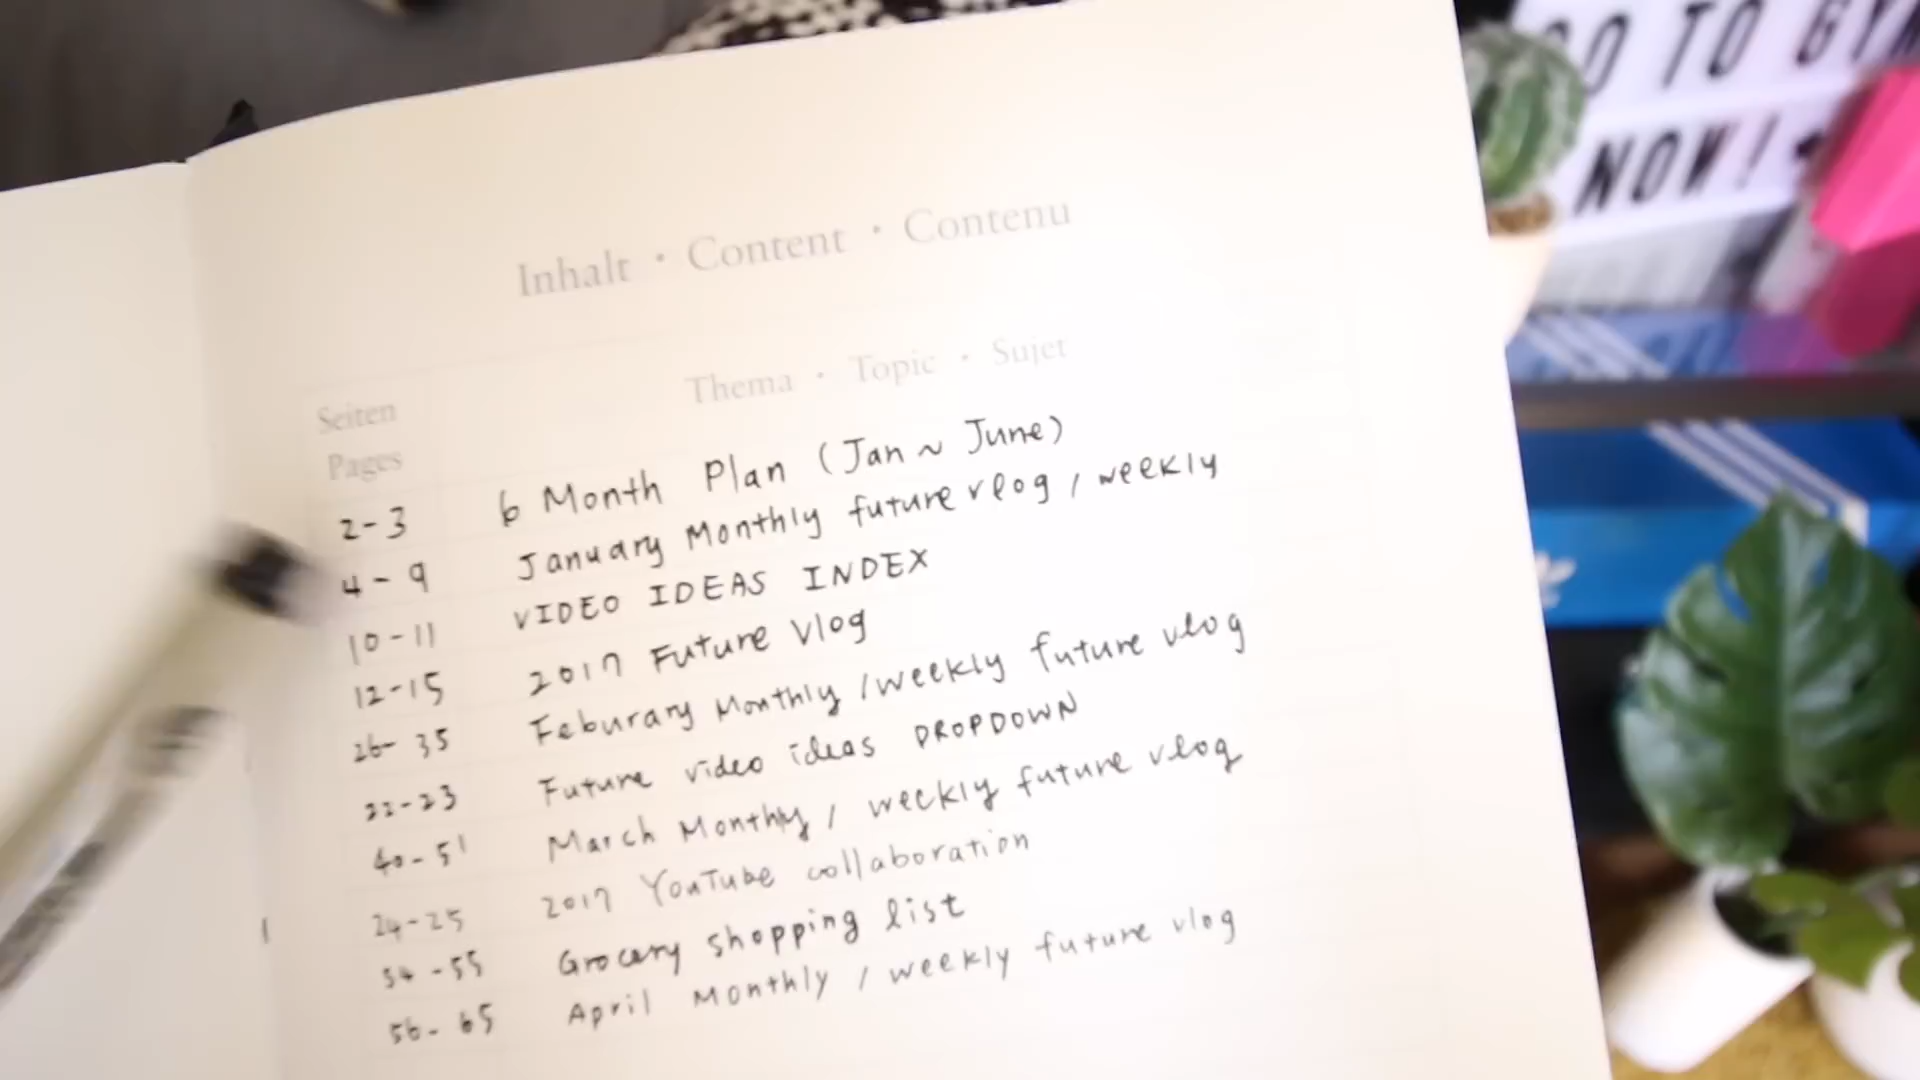 GO TO GYM
NOW!
Inhalt · Content · Contenu
Seiten Thema · Topic · Sujet
Pages
2-3 6 Month Plan (Jan ~ June)
4-9 January Monthly future vlog / weekly
10-11 VIDEO IDEAS INDEX
12-15 2017 Future Vlog
26-35 Feburary Monthly / weekly future vlog
22-23 Future video ideas DROPDOWN
40-51 March Monthly / weekly future vlog
24-25 2017 YouTube collaboration
54-55 Grocery shopping list
56-65 April Monthly / weekly future vlog